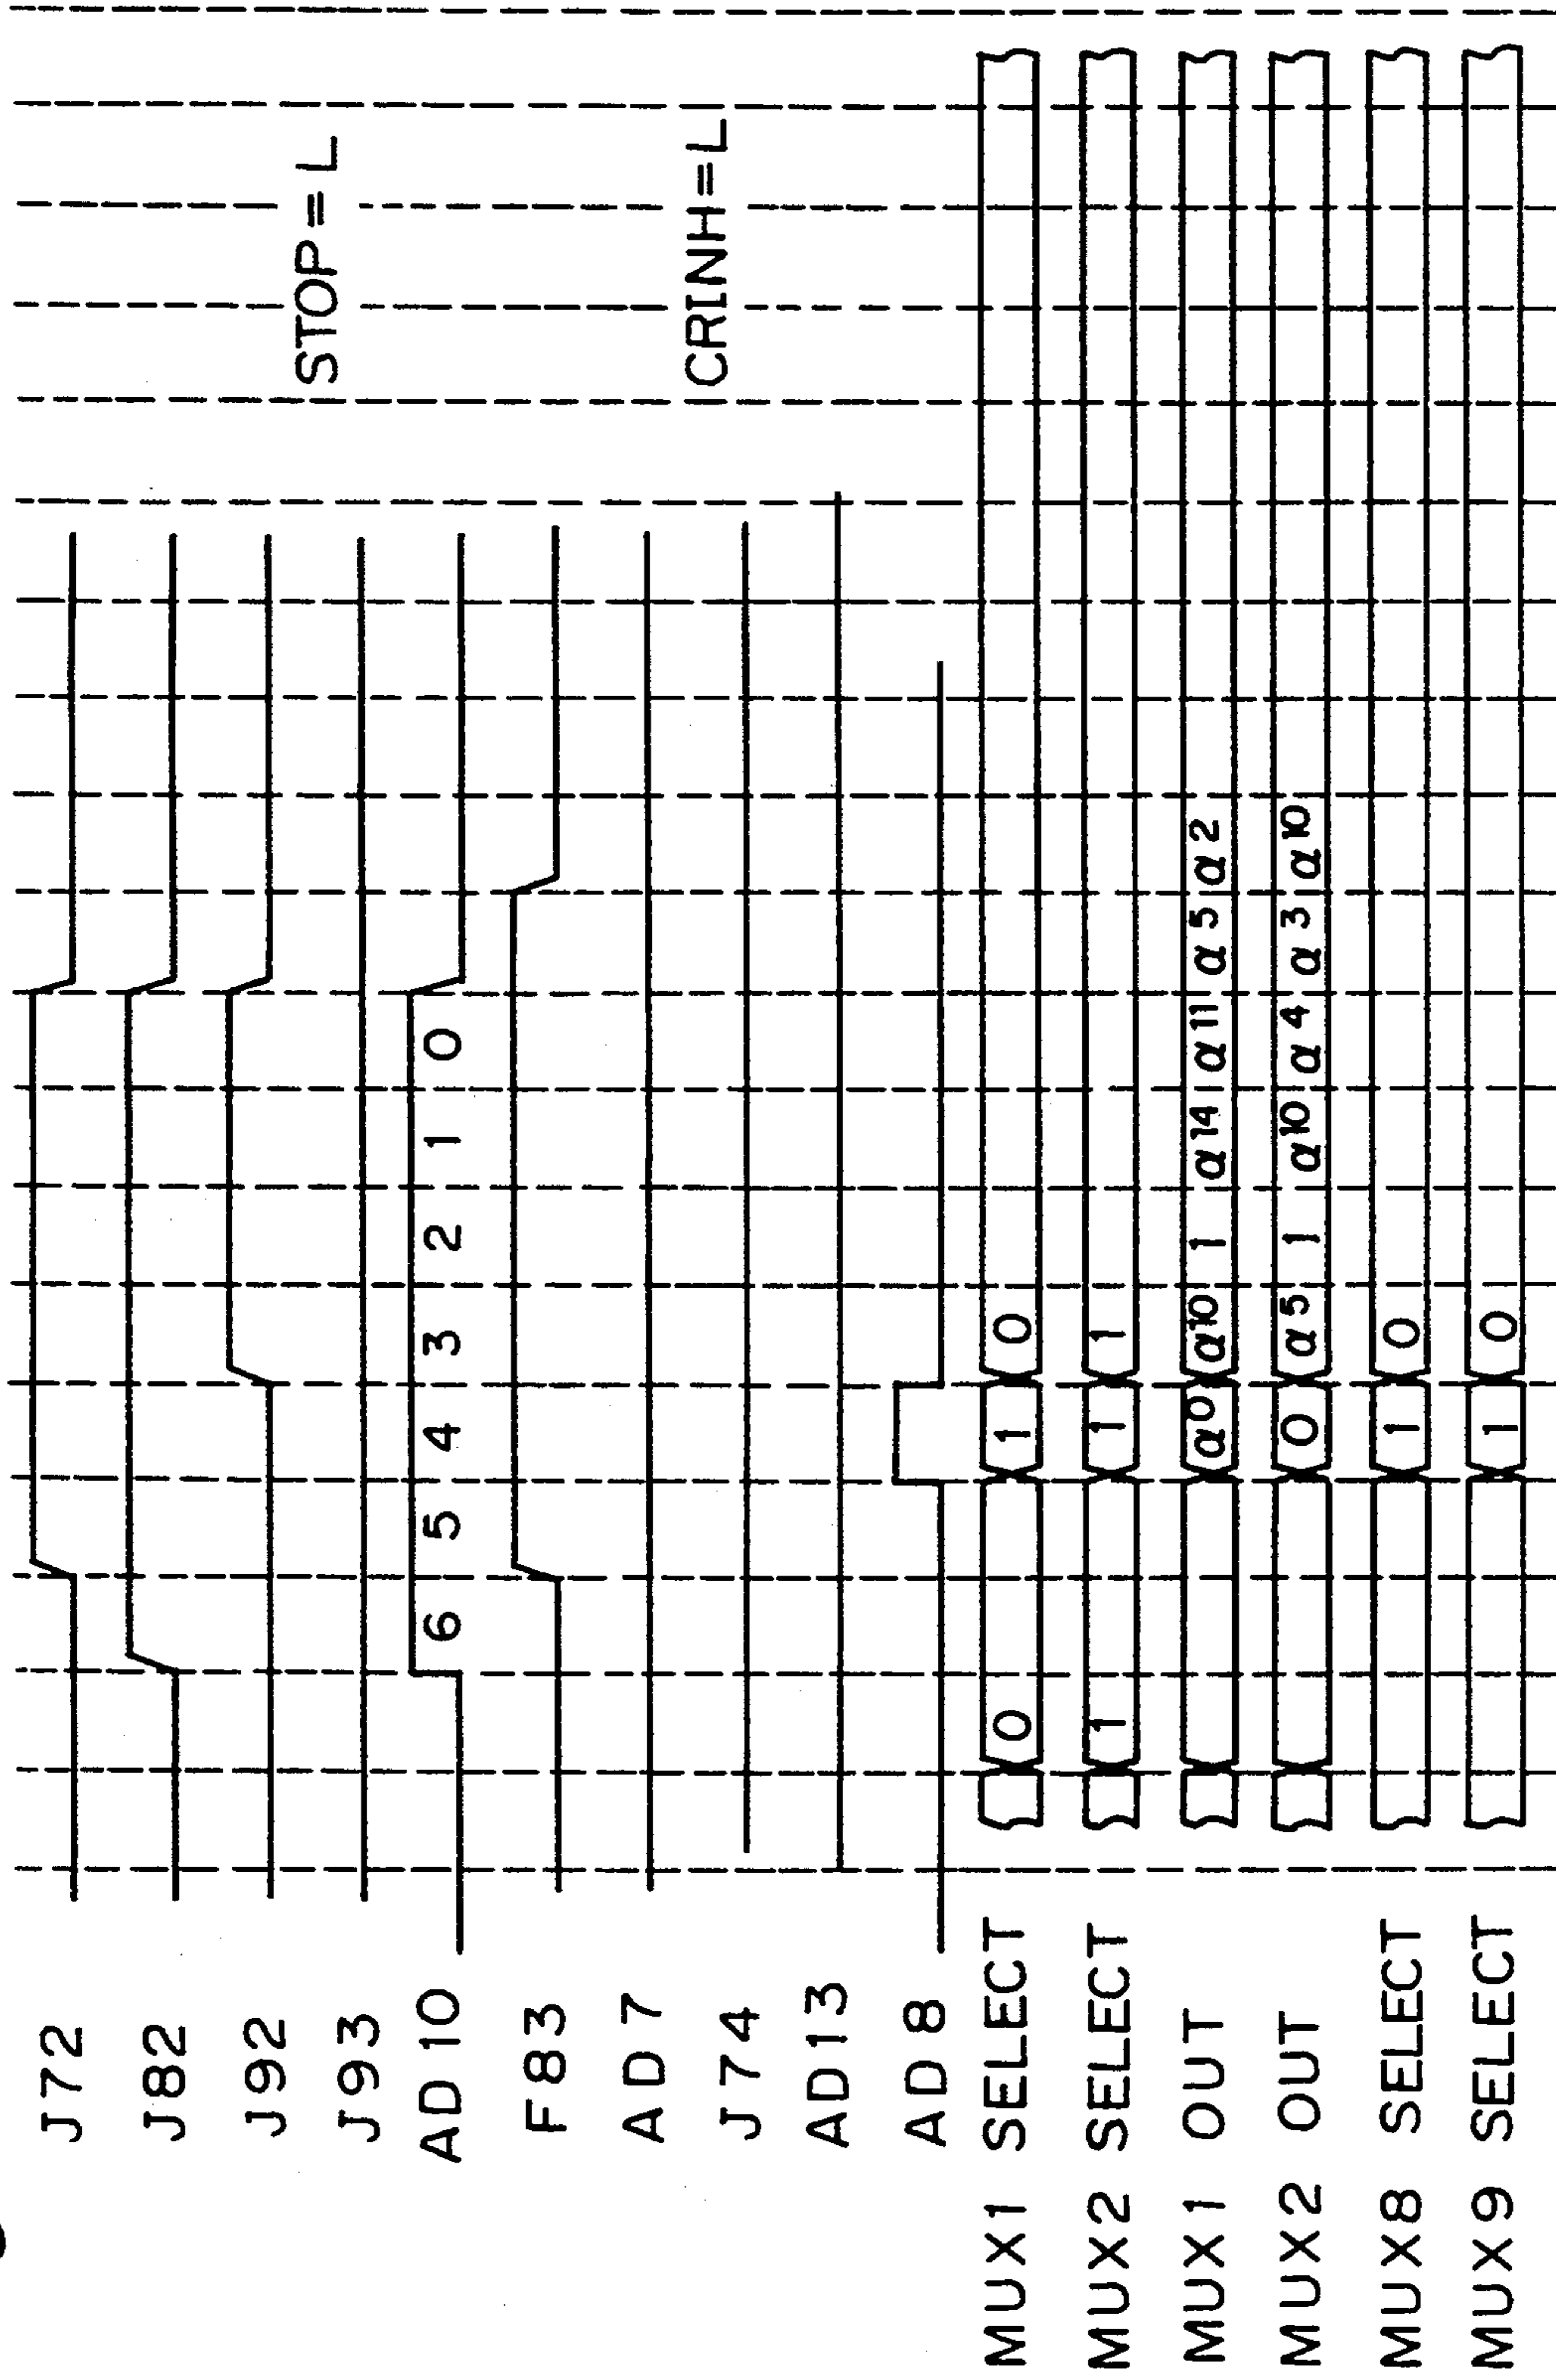 J72
J82
J92
J93
AD10 6 5 4 3 2 1 0
F83
AD7
J74
AD13
AD8
STOP=L
CRINH=L
MUX1 SELECT 0 1 0
MUX2 SELECT 1 1 1
MUX1 OUT α0 α10 1 α14 α11 α5 α2
MUX2 OUT 0 α5 1 α10 α4 α3 α10
MUX8 SELECT 1 0
MUX9 SELECT 1 0